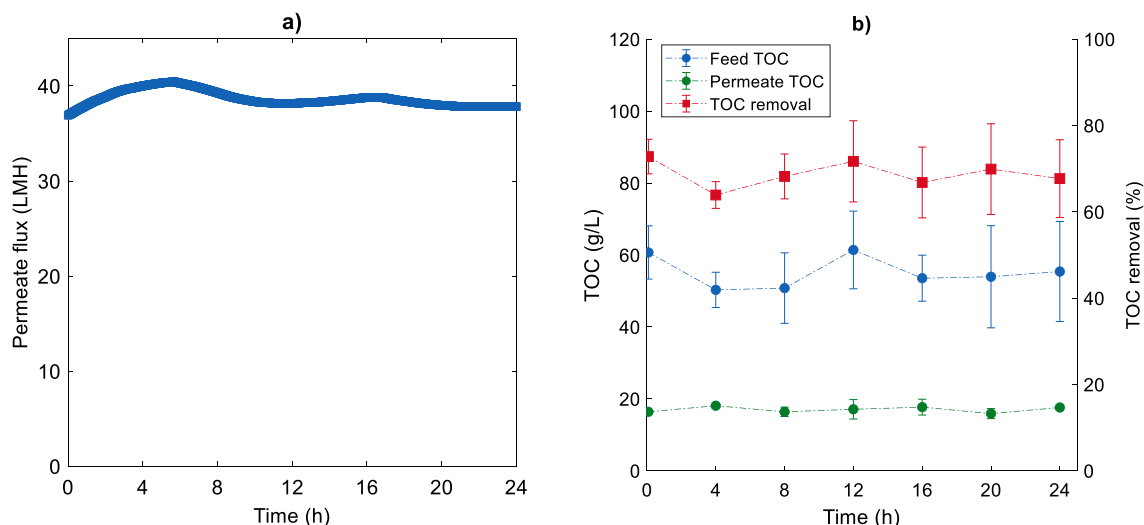 a)
Permeate flux (LMH)
40
30
20
10
0
0 4 8 12 16 20 24
Time (h)
b)
Feed TOC
Permeate TOC
TOC removal
TOC (g/L)
120
100
80
60
40
20
0
0 4 8 12 16 20 24
Time (h)
100
80
60
40
20
0
TOC removal (%)